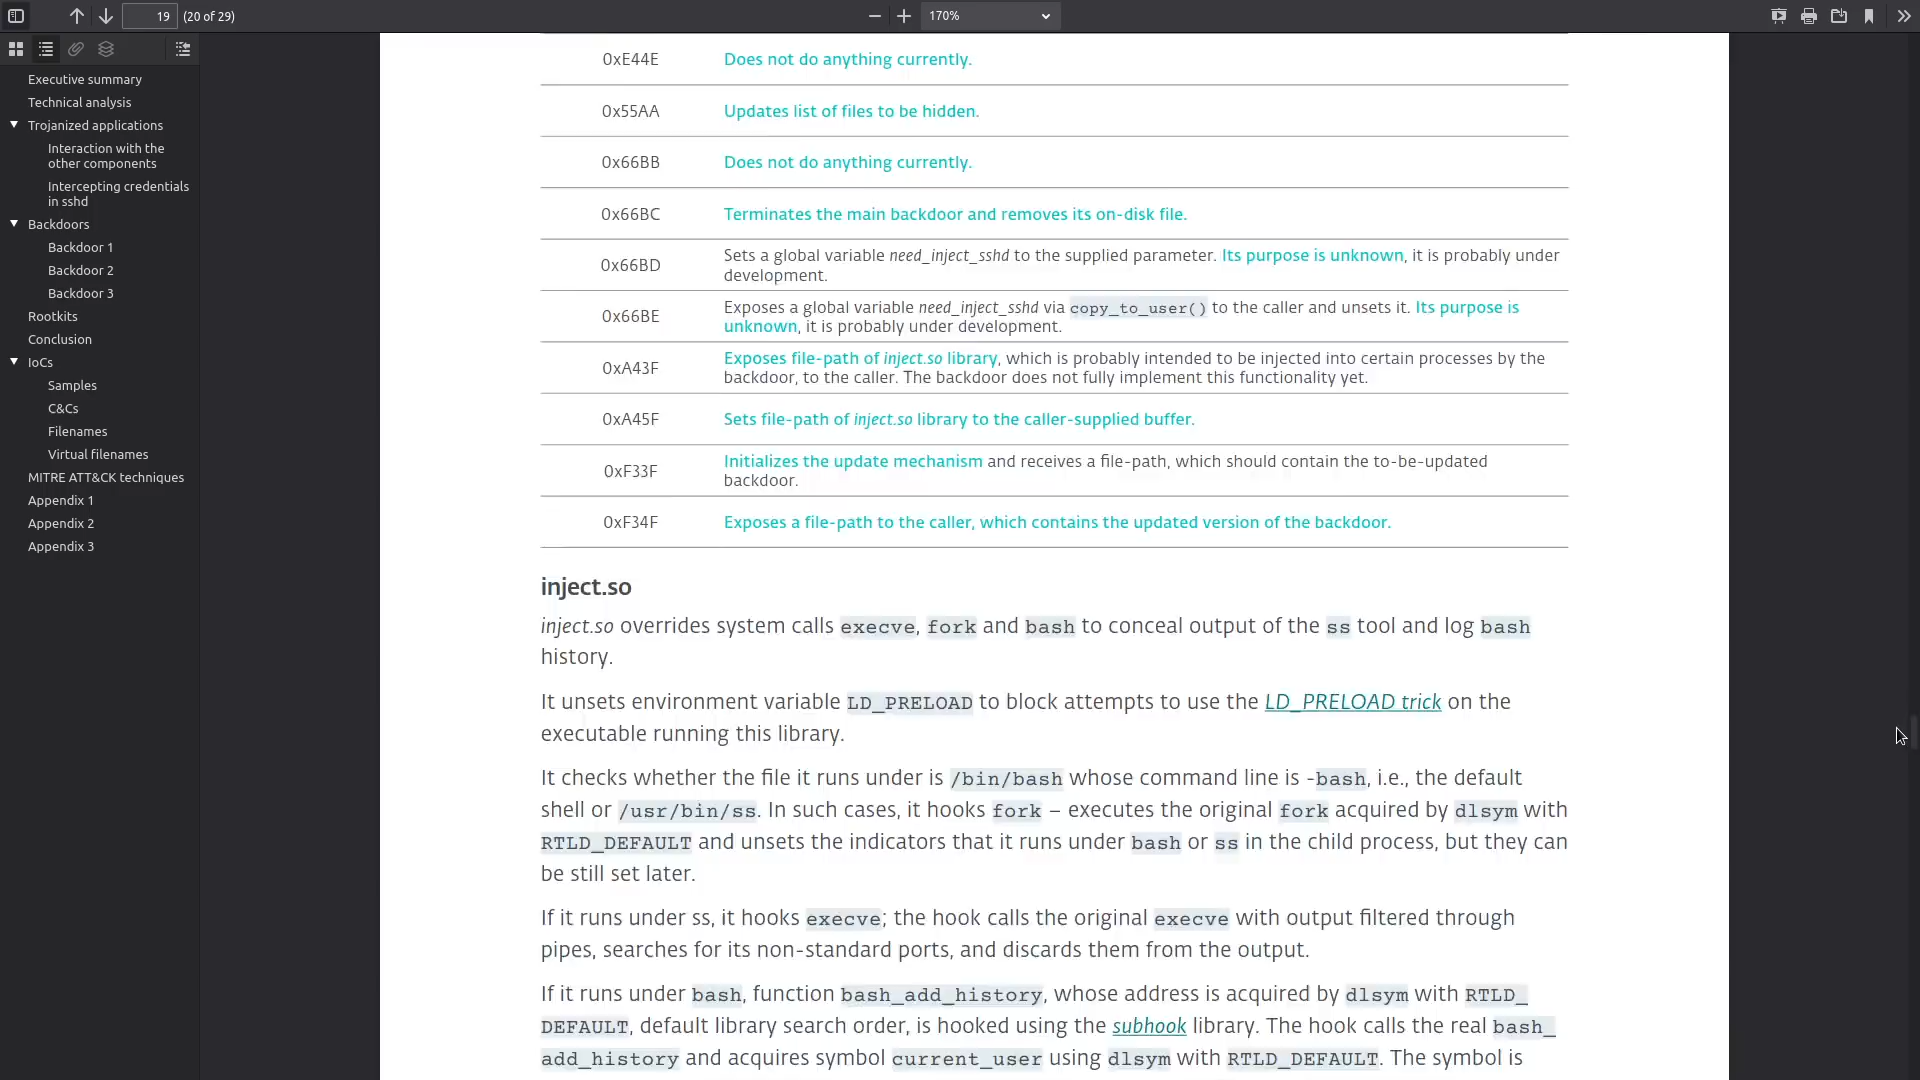 19 (20 of 29) 170%
Executive summary
Technical analysis
Trojanized applications
Interaction with the
other components
Intercepting credentials
in sshd
Backdoors
Backdoor 1
Backdoor 2
Backdoor 3
Rootkits
Conclusion
IoCs
Samples
C&Cs
Filenames
Virtual filenames
MITRE ATT&CK techniques
Appendix 1
Appendix 2
Appendix 3
0xE44E Does not do anything currently.
0x55AA Updates list of files to be hidden.
0x66BB Does not do anything currently.
0x66BC Terminates the main backdoor and removes its on-disk file.
0x66BD Sets a global variable need_inject_sshd to the supplied parameter. Its purpose is unknown, it is probably under
development.
0x66BE Exposes a global variable need_inject_sshd via copy_to_user() to the caller and unsets it. Its purpose is
unknown, it is probably under development.
0xA43F Exposes file-path of inject.so library, which is probably intended to be injected into certain processes by the
backdoor, to the caller. The backdoor does not fully implement this functionality yet.
0xA45F Sets file-path of inject.so library to the caller-supplied buffer.
0xF33F Initializes the update mechanism and receives a file-path, which should contain the to-be-updated
backdoor.
0xF34F Exposes a file-path to the caller, which contains the updated version of the backdoor.
inject.so
inject.so overrides system calls execve, fork and bash to conceal output of the ss tool and log bash
history.
It unsets environment variable LD_PRELOAD to block attempts to use the LD_PRELOAD trick on the
executable running this library.
It checks whether the file it runs under is /bin/bash whose command line is -bash, i.e., the default
shell or /usr/bin/ss. In such cases, it hooks fork – executes the original fork acquired by dlsym with
RTLD_DEFAULT and unsets the indicators that it runs under bash or ss in the child process, but they can
be still set later.
If it runs under ss, it hooks execve; the hook calls the original execve with output filtered through
pipes, searches for its non-standard ports, and discards them from the output.
If it runs under bash, function bash_add_history, whose address is acquired by dlsym with RTLD_
DEFAULT, default library search order, is hooked using the subhook library. The hook calls the real bash_
add_history and acquires symbol current_user using dlsym with RTLD_DEFAULT. The symbol is